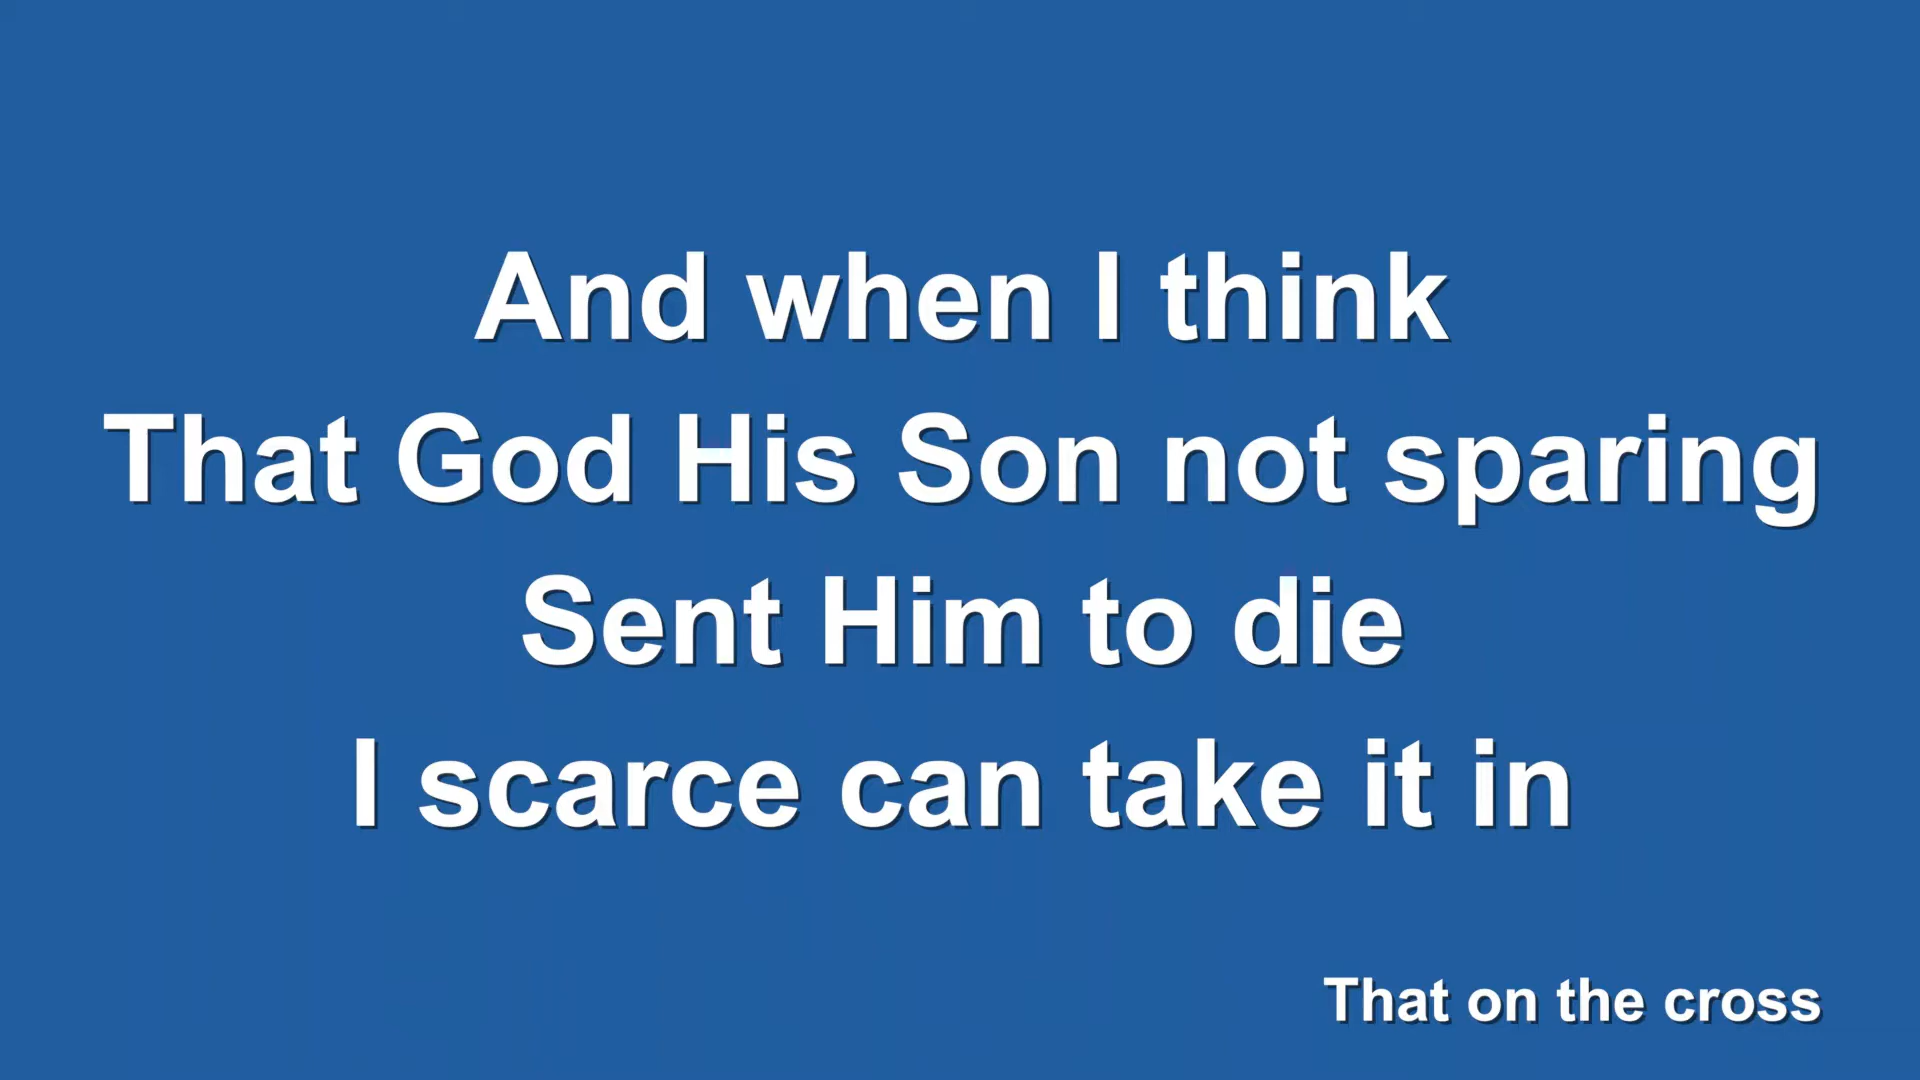 And when I think
That God His Son not sparing
Sent Him to die
I scarce can take it in
That on the cross